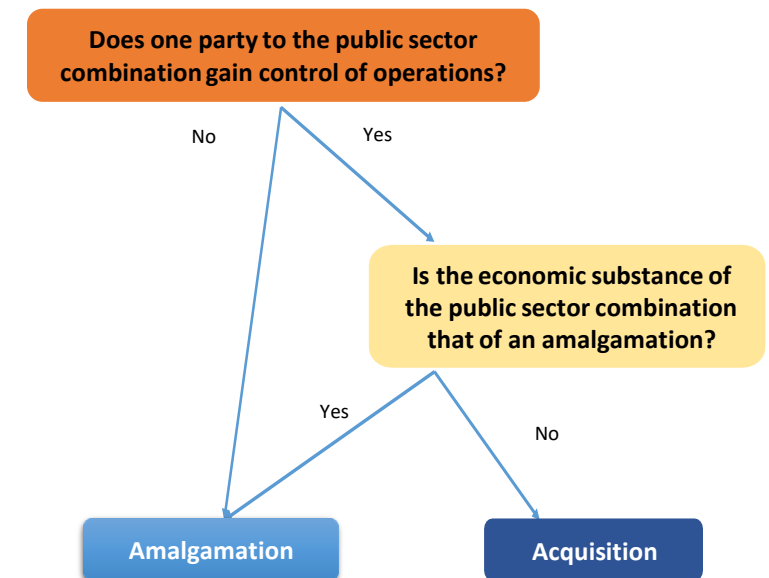 Does one party to the public sector
combination gain control of operations?
No
Yes
Is the economic substance of
the public sector combination
that of an amalgamation?
Yes
No
Amalgamation
Acquisition